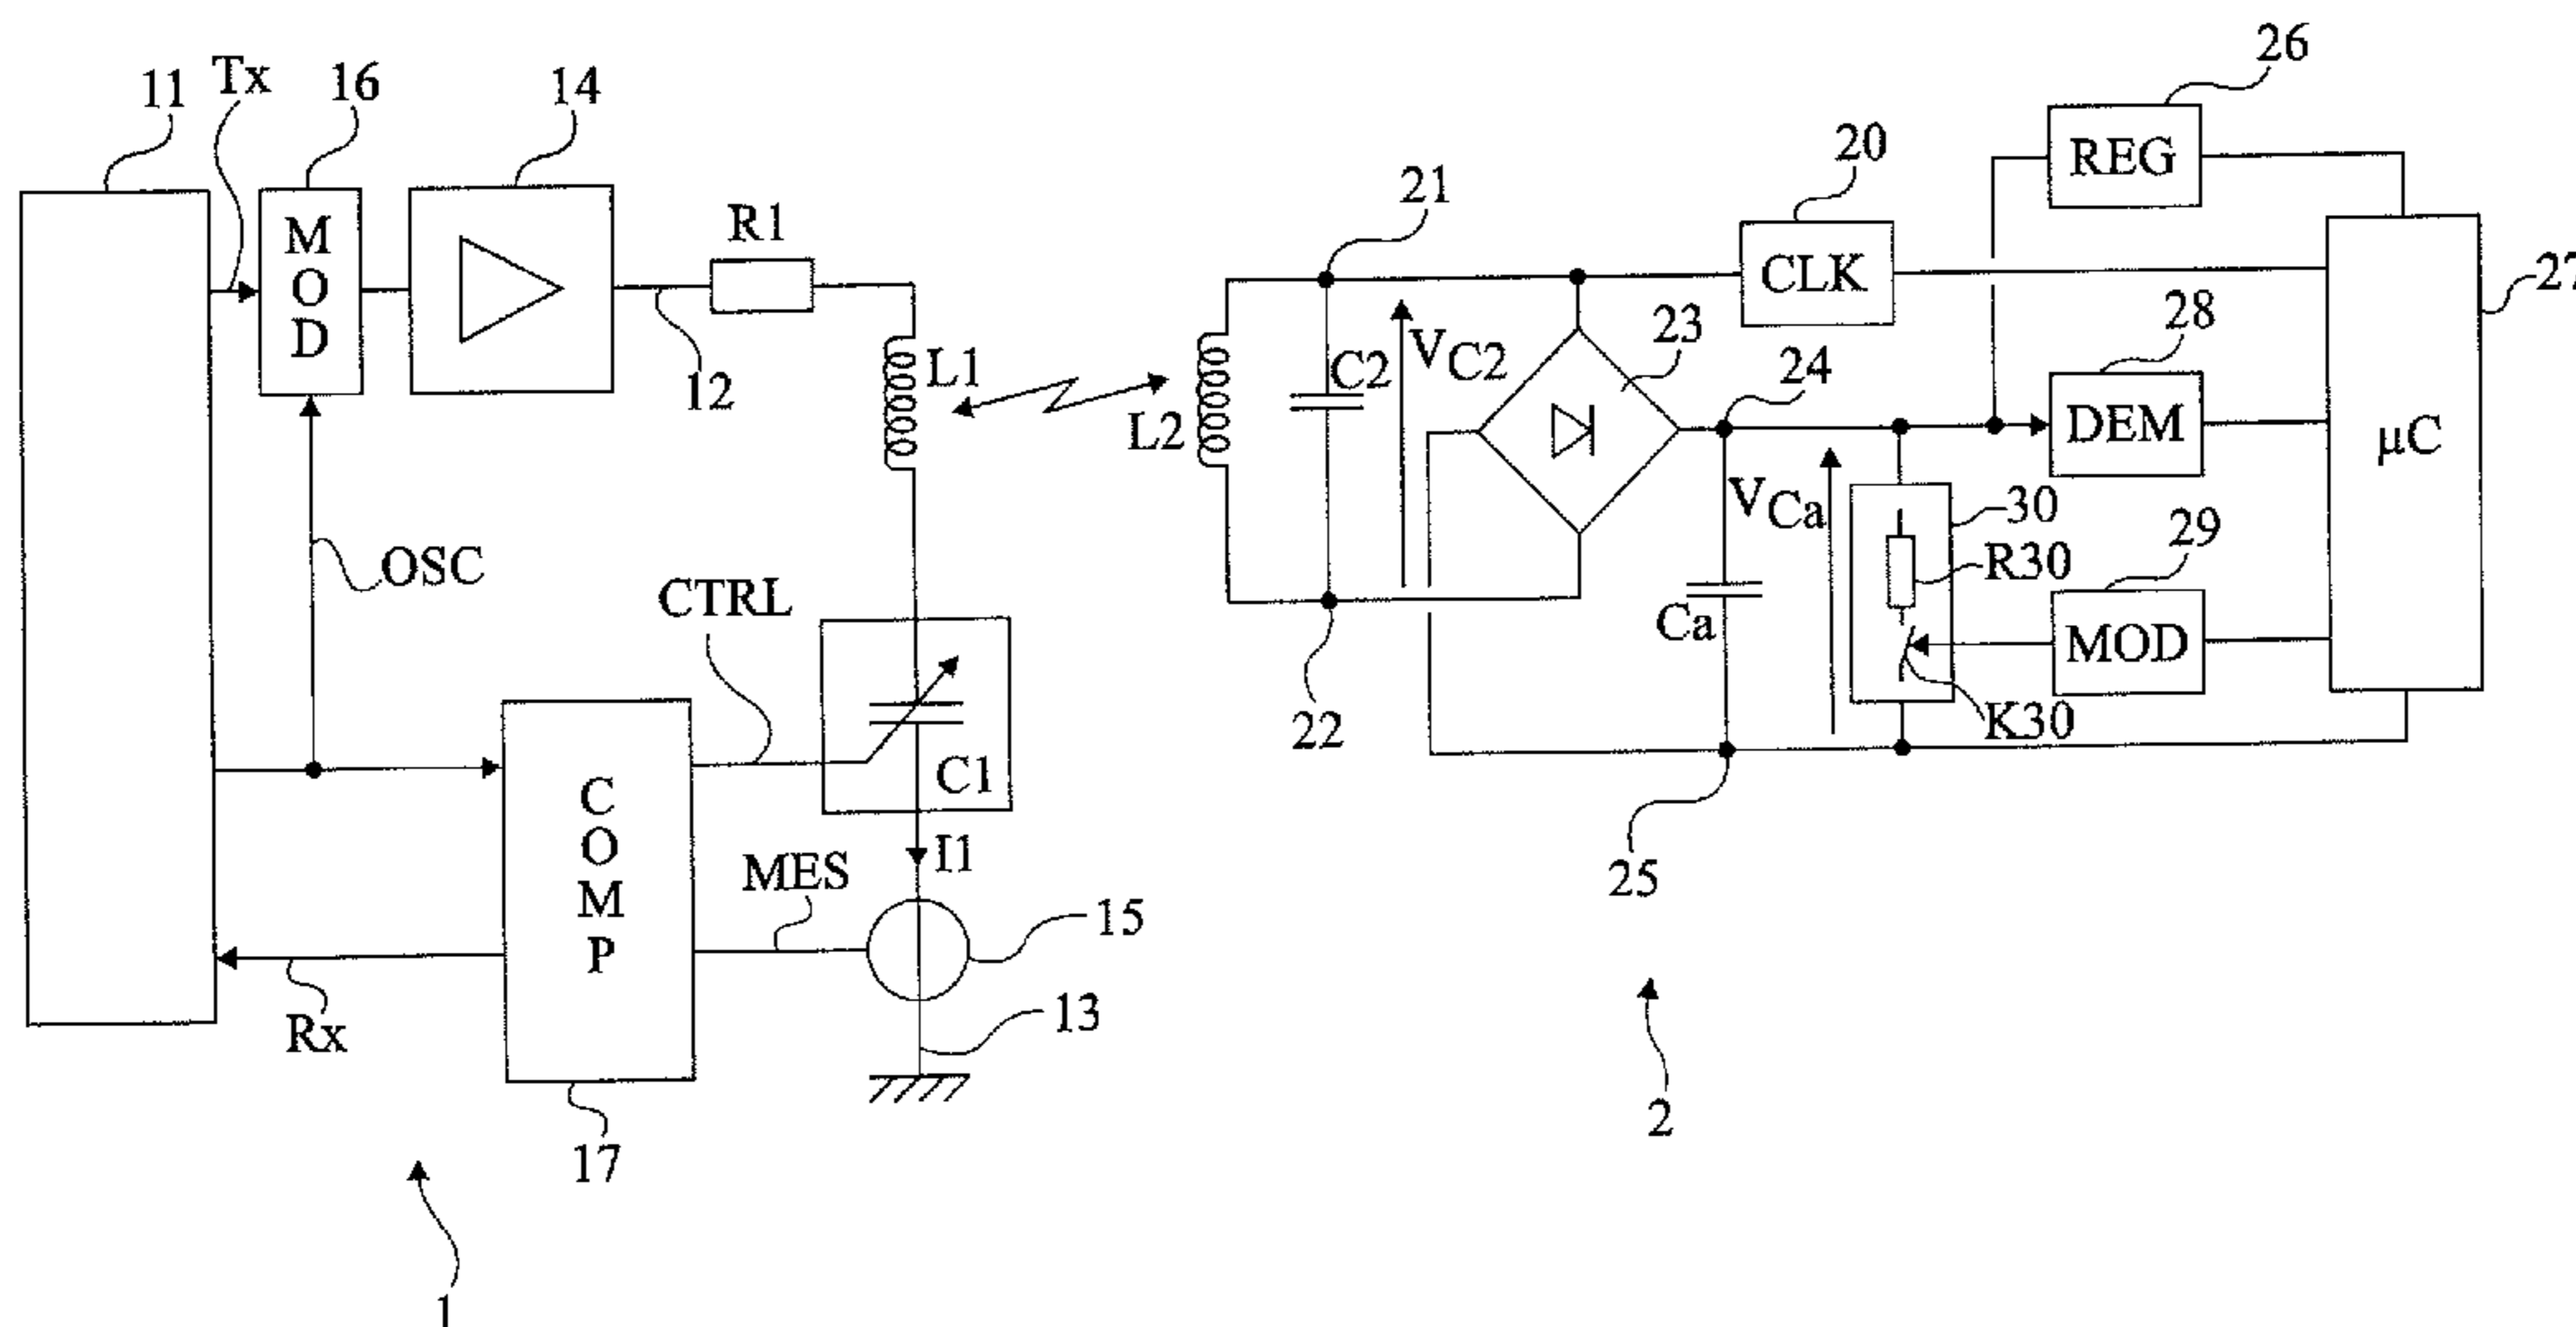 11
Tx
16
14
R1
MOD
12
L1
OSC
CTRL
C1
I1
COMP
MES
15
13
Rx
17
1
L2
21
C2
VC2
22
23
20
CLK
24
VCa
Ca
25
26
REG
27
28
DEM
µC
30
R30
29
MOD
K30
2